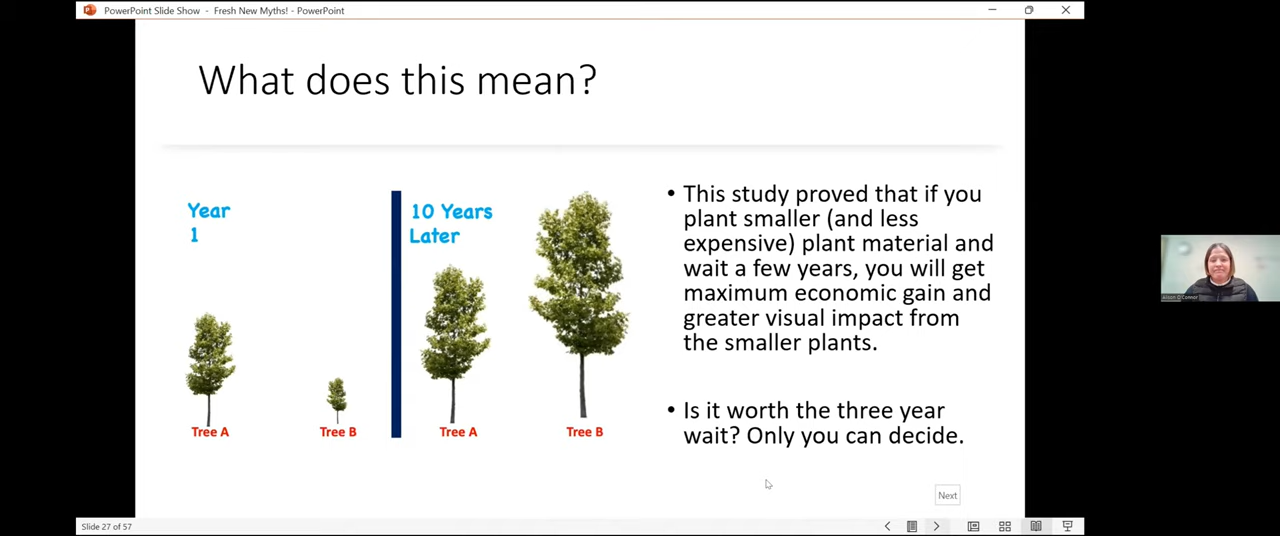 PowerPoint Slide Show - Fresh New Myths! - PowerPoint
What does this mean?
Year
1
10 Years
Later
Tree A
Tree B
Tree A
Tree B
• This study proved that if you
plant smaller (and less
expensive) plant material and
wait a few years, you will get
maximum economic gain and
greater visual impact from
the smaller plants.
• Is it worth the three year
wait? Only you can decide.
Next
Slide 27 of 57
Alison O'Connor